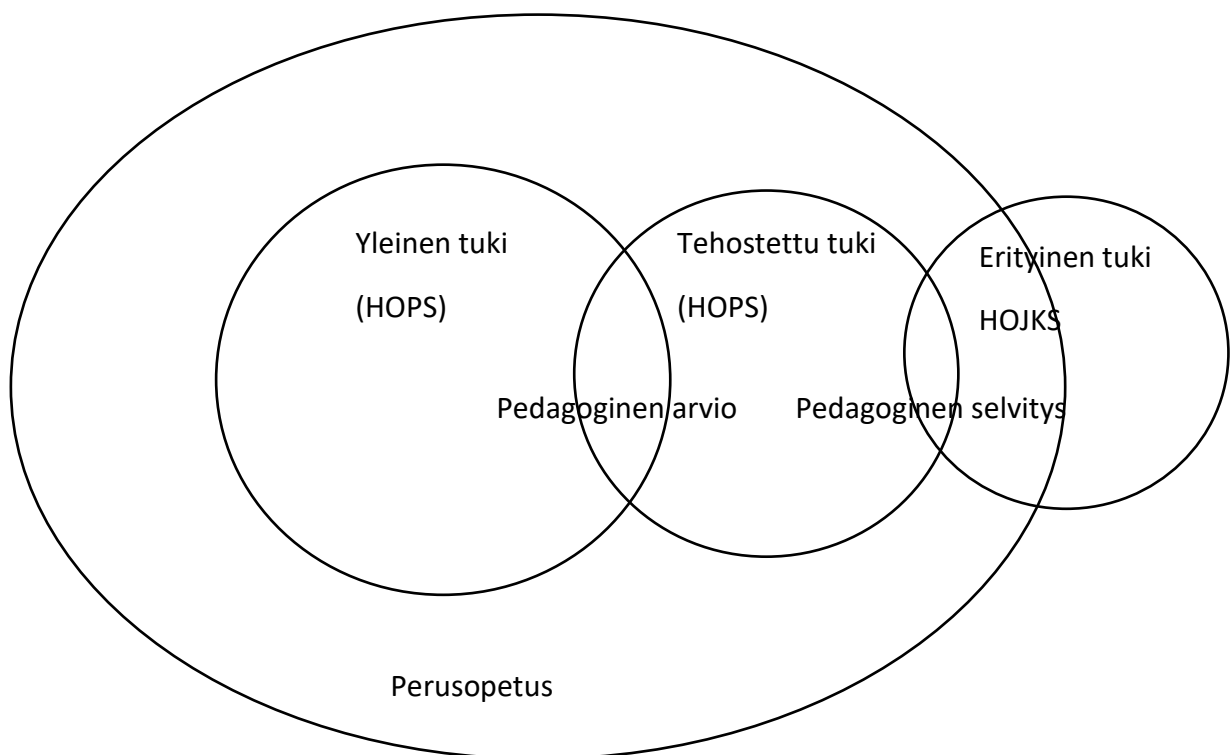 Yleinen tuki
(HOPS)
Tehostettu tuki
(HOPS)
Erityinen tuki
HOJKS
Pedagoginen arvio
Pedagoginen selvitys
Perusopetus